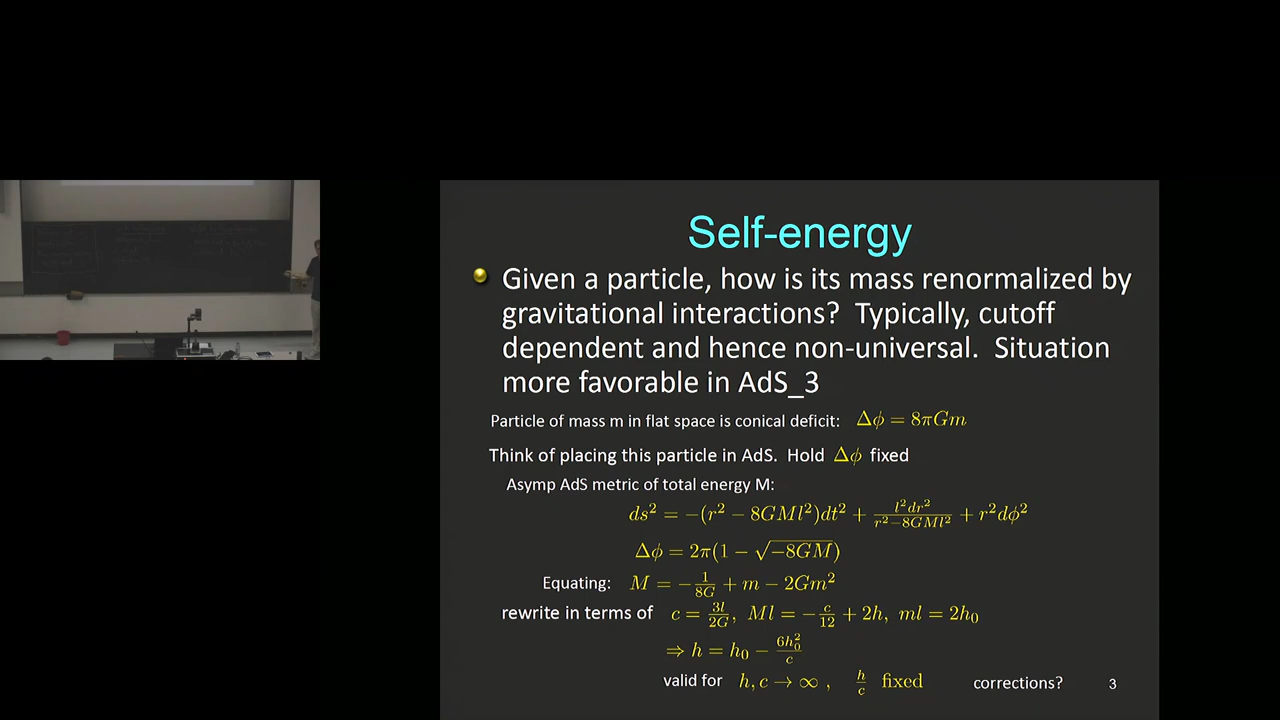 Self-energy
Given a particle, how is its mass renormalized by
gravitational interactions? Typically, cutoff
dependent and hence non-universal. Situation
more favorable in AdS_3
Particle of mass m in flat space is conical deficit: Δϕ = 8πGm
Think of placing this particle in AdS. Hold Δϕ fixed
Asymp AdS metric of total energy M:
ds² = −(r² − 8GMl²)dt² + l²dr²/(r²−8GMl²) + r²dϕ²
Δϕ = 2π(1 − √(−8GM))
Equating: M = −1/(8G) + m − 2Gm²
rewrite in terms of c = 3l/(2G), Ml = −c/12 + 2h, ml = 2h₀
⇒ h = h₀ − 6h₀²/c
valid for h, c → ∞ , h/c fixed corrections? 3